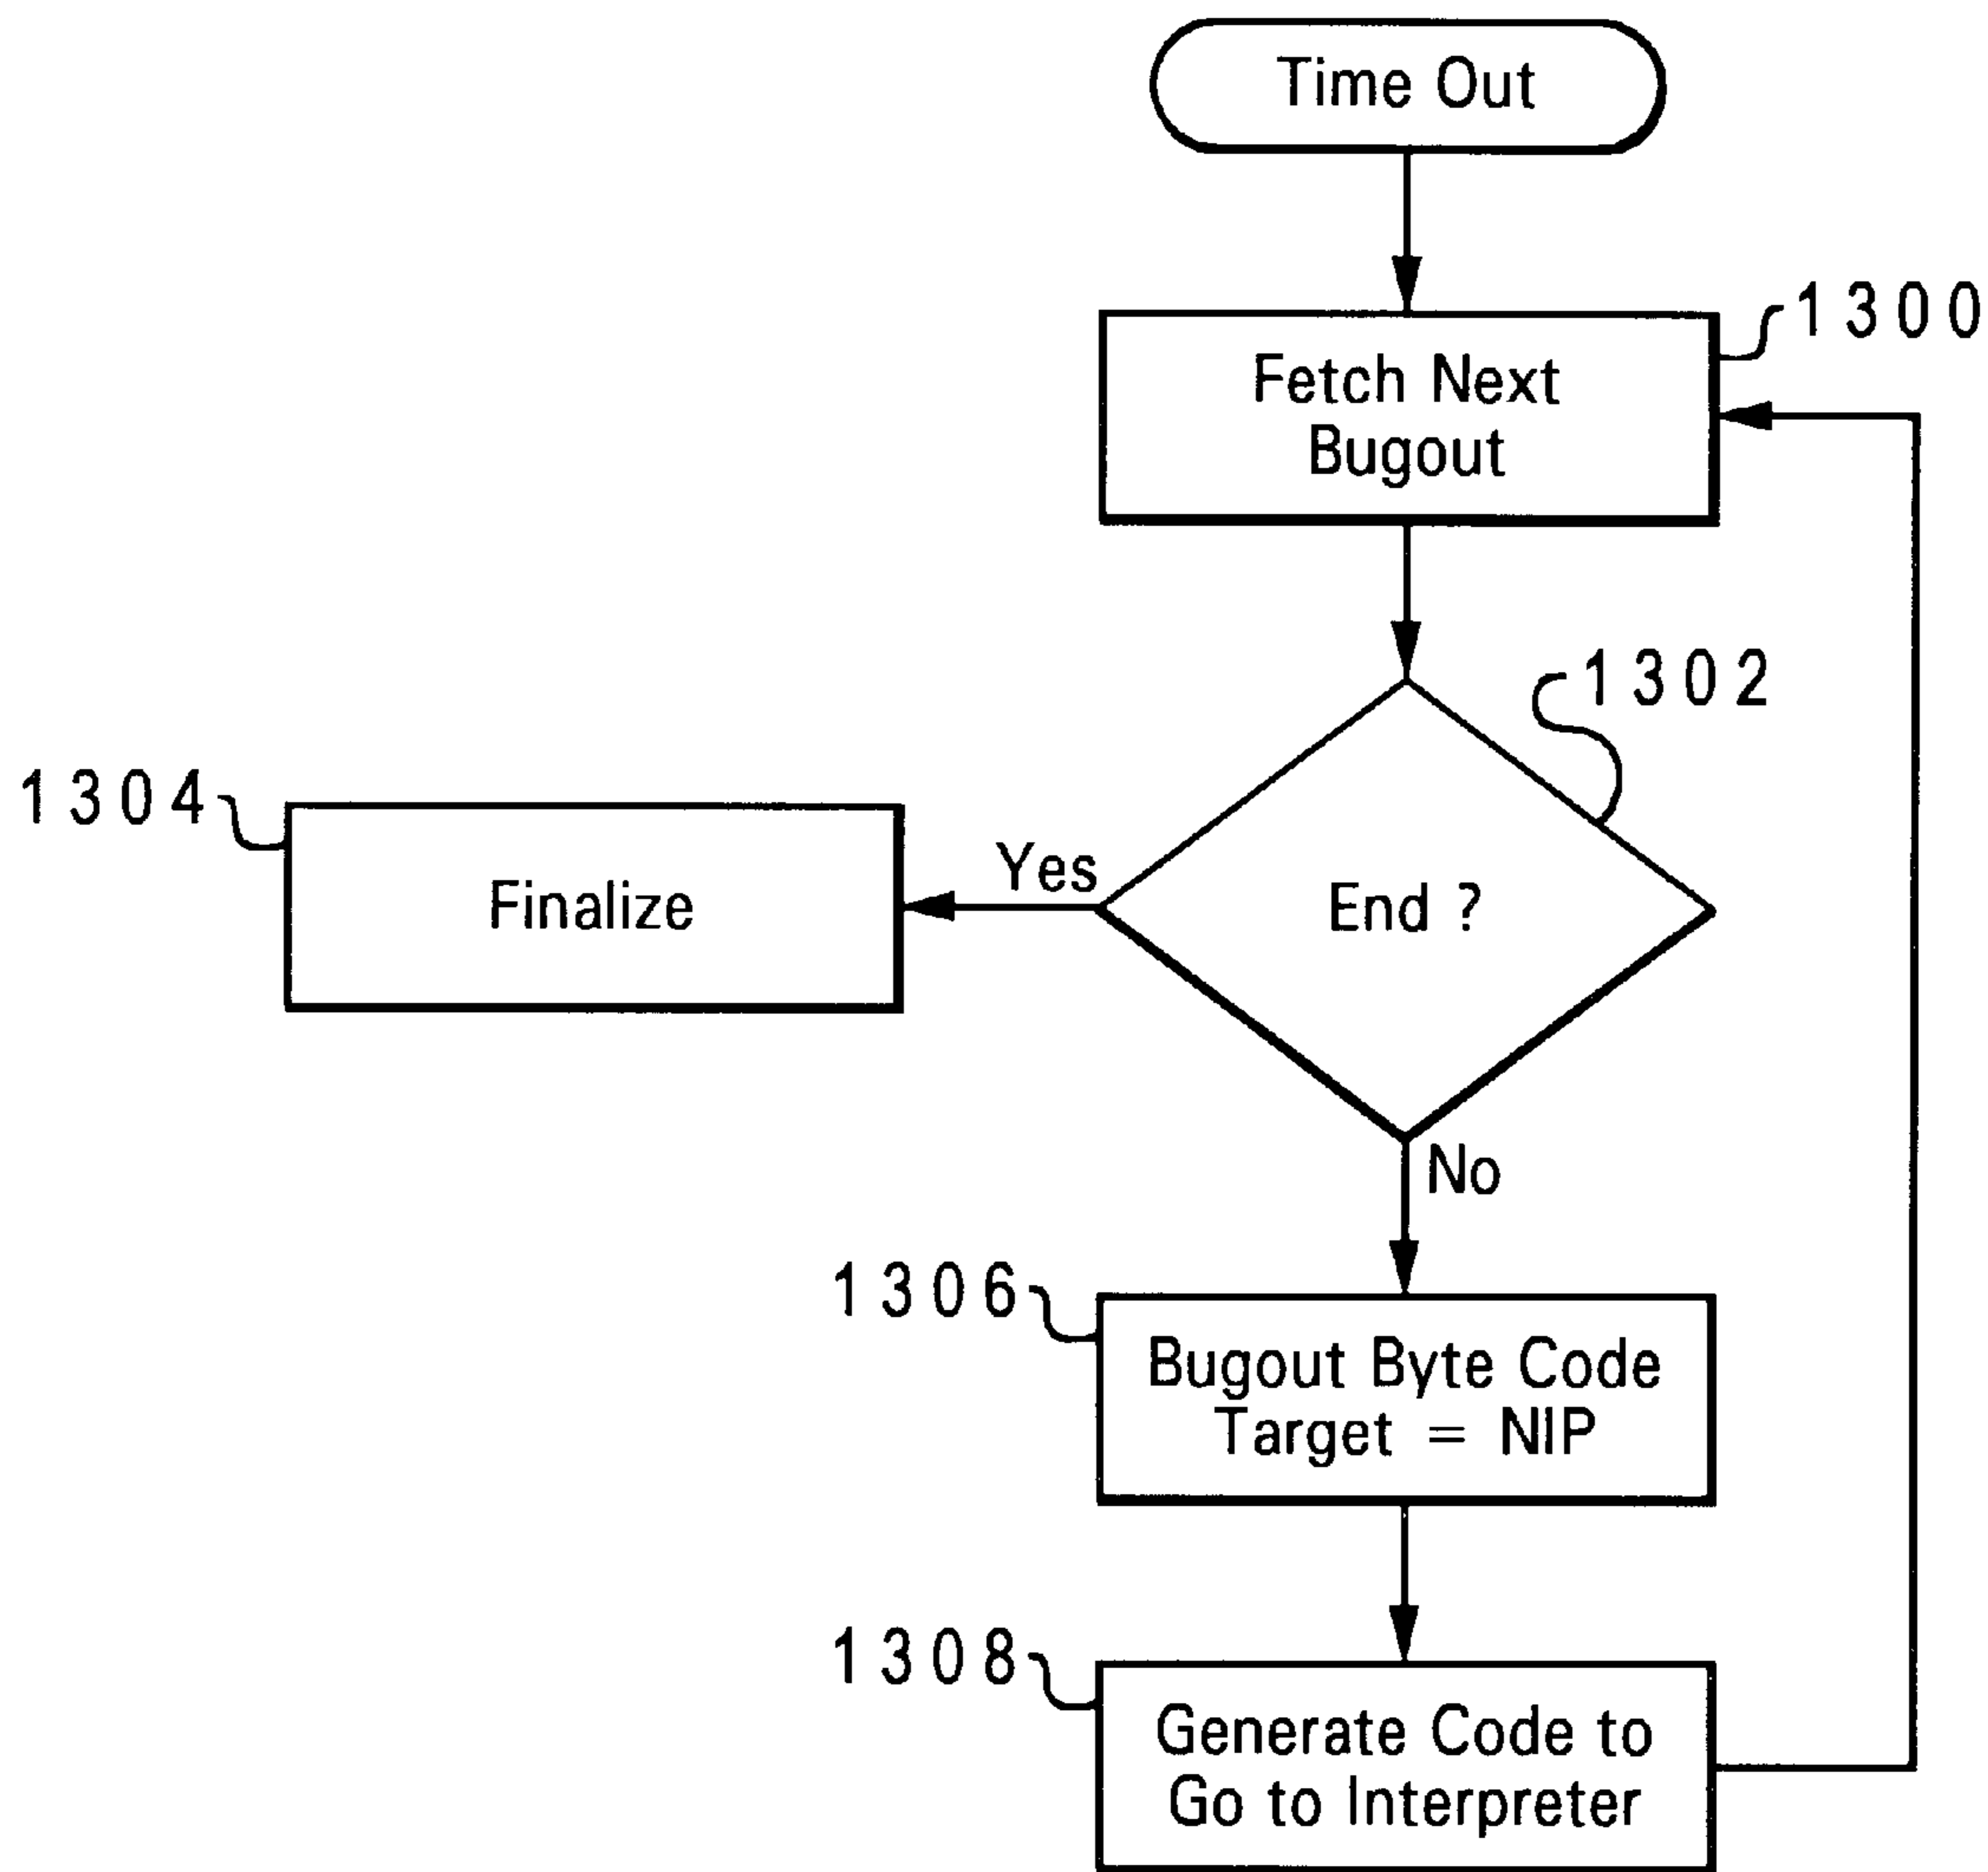 Time Out
1300
Fetch Next
Bugout
1302
1304
Yes
Finalize
End ?
No
1306
Bugout Byte Code
Target = NIP
1308
Generate Code to
Go to Interpreter